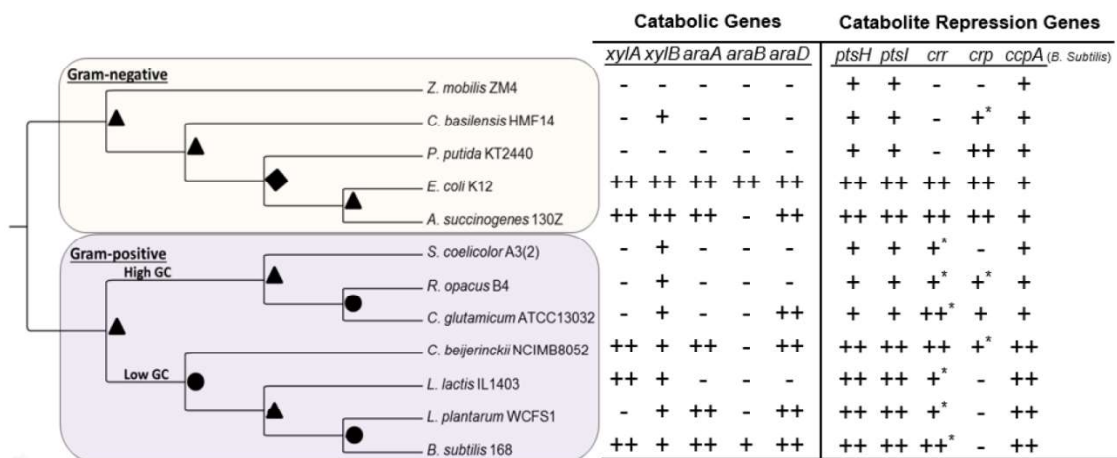 Catabolic Genes Catabolite Repression Genes
xylA xylB araA araB araD ptsH ptsI crr crp ccpA (B. Subtilis)
Gram-negative
Z. mobilis ZM4 - - - - - + + - - +
C. basilensis HMF14 - + - - - + + - +* +
P. putida KT2440 - - - - - + + - ++ +
E. coli K12 ++ ++ ++ ++ ++ ++ ++ ++ ++ +
A. succinogenes 130Z ++ ++ ++ - ++ ++ ++ ++ ++ +
Gram-positive
High GC
S. coelicolor A3(2) - + - - - + + +* - +
R. opacus B4 - + - - - + + +* +* +
C. glutamicum ATCC13032 - + - - ++ + + ++* + +
C. beijerinckii NCIMB8052 ++ + ++ - ++ ++ ++ ++ +* ++
Low GC
L. lactis IL1403 ++ + - - - ++ ++ +* - ++
L. plantarum WCFS1 - + ++ - ++ ++ ++ +* - ++
B. subtilis 168 ++ + ++ + ++ ++ ++ ++* - ++